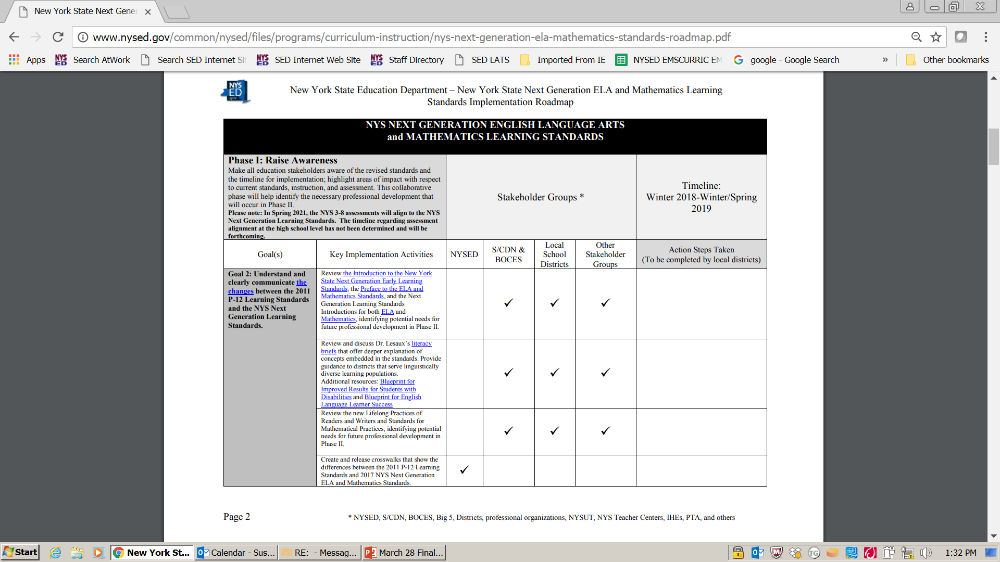 New York State Next Gene
www.nysed.gov/common/nysed/files/programs/curriculum-instruction/nys-next-generation-ela-mathematics-standards-roadmap.pdf
Apps
NYS ED
Search AtWork
Search SED Internet Si
NYS ED
SED Internet Web Site
NYS ED
Staff Directory
SED LATS
Imported From IE
NYSED EMSCURRIC EM
google - Google Search
»
Other bookmarks
NYS
ED
.gov
New York State Education Department – New York State Next Generation ELA and Mathematics Learning
Standards Implementation Roadmap
NYS NEXT GENERATION ENGLISH LANGUAGE ARTS
and MATHEMATICS LEARNING STANDARDS
Phase I: Raise Awareness
Make all education stakeholders aware of the revised standards and
the timeline for implementation; highlight areas of impact with respect
to current standards, instruction, and assessment. This collaborative
phase will help identify the necessary professional development that
will occur in Phase II.
Please note: In Spring 2021, the NYS 3-8 assessments will align to the NYS
Next Generation Learning Standards.  The timeline regarding assessment
alignment at the high school level has not been determined and will be
forthcoming.
Stakeholder Groups *
Timeline:
Winter 2018-Winter/Spring
2019
Goal(s)
Key Implementation Activities
NYSED
S/CDN &
BOCES
Local
School
Districts
Other
Stakeholder
Groups
Action Steps Taken
(To be completed by local districts)
Goal 2: Understand and
clearly communicate the
changes between the 2011
P-12 Learning Standards
and the NYS Next
Generation Learning
Standards.
Review the Introduction to the New York
State Next Generation Early Learning
Standards, the Preface to the ELA and
Mathematics Standards, and the Next
Generation Learning Standards
Introductions for both ELA and
Mathematics, identifying potential needs for
future professional development in Phase II.
✓ ✓ ✓
Review and discuss Dr. Lesaux’s literacy
briefs that offer deeper explanation of
concepts embedded in the standards. Provide
guidance to districts that serve linguistically
diverse learning populations.
Additional resources: Blueprint for
Improved Results for Students with
Disabilities and Blueprint for English
Language Learner Success
✓ ✓ ✓
Review the new Lifelong Practices of
Readers and Writers and Standards for
Mathematical Practices, identifying potential
needs for future professional development in
Phase II.
✓ ✓ ✓
Create and release crosswalks that show the
differences between the 2011 P-12 Learning
Standards and 2017 NYS Next Generation
ELA and Mathematics Standards.
✓
Page 2
* NYSED, S/CDN, BOCES, Big 5, Districts, professional organizations, NYSUT, NYS Teacher Centers, IHEs, PTA, and others
Start
New York St...
Calendar - Sus...
RE:  - Messag...
March 28 Final...
TG
1:32 PM